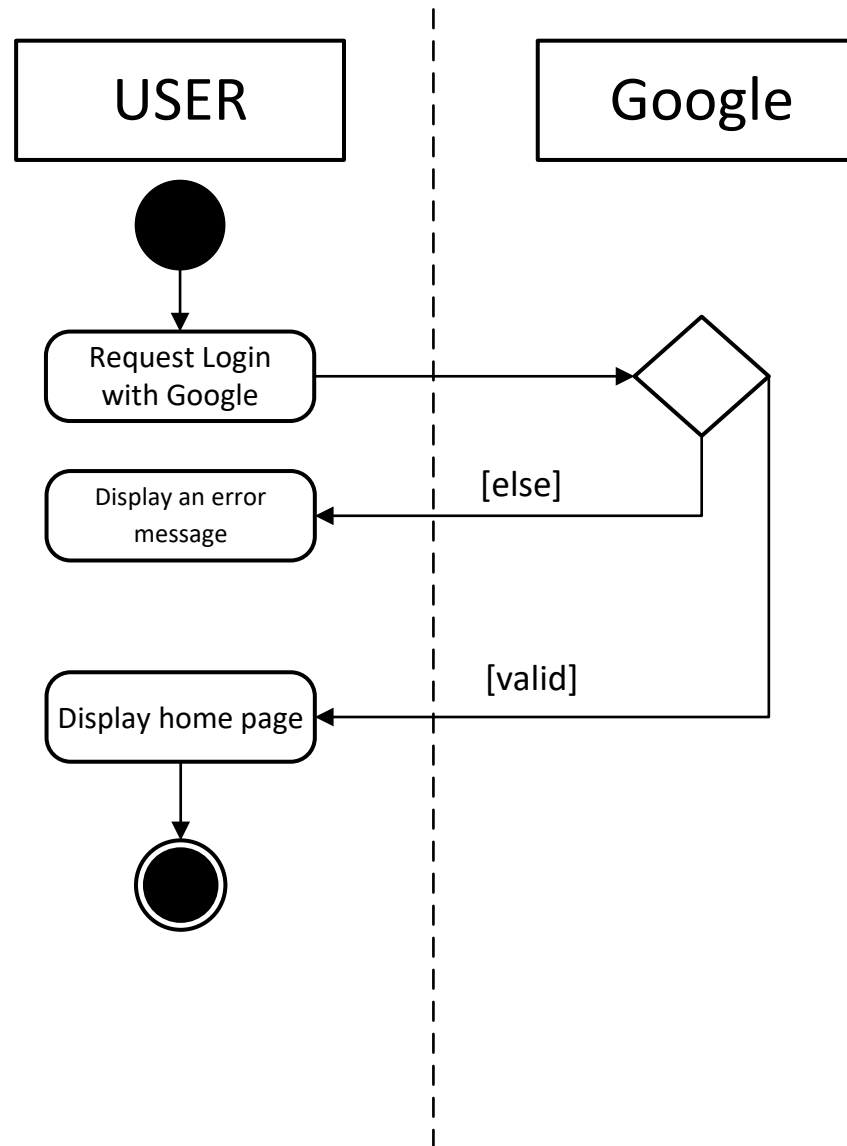 USER
Google
Request Login
with Google
[else]
Display an error
message
[valid]
Display home page